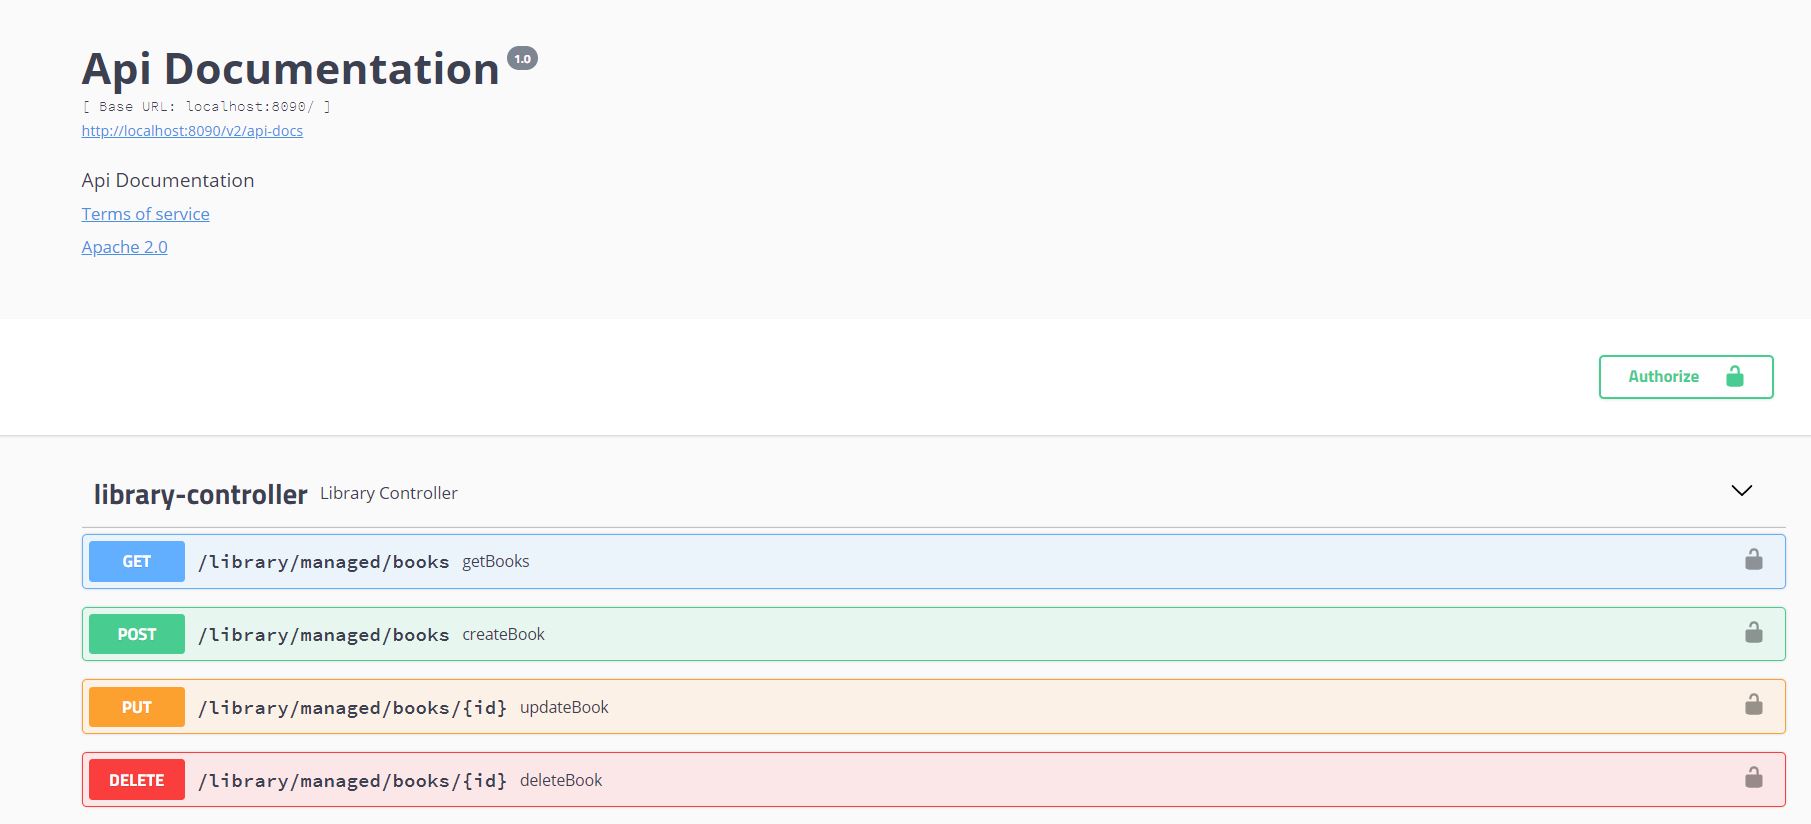 Api Documentation 1.0
[ Base URL: localhost:8090/ ]
http://localhost:8090/v2/api-docs
Api Documentation
Terms of service
Apache 2.0
Authorize
library-controller Library Controller
GET /library/managed/books getBooks
POST /library/managed/books createBook
PUT /library/managed/books/{id} updateBook
DELETE /library/managed/books/{id} deleteBook